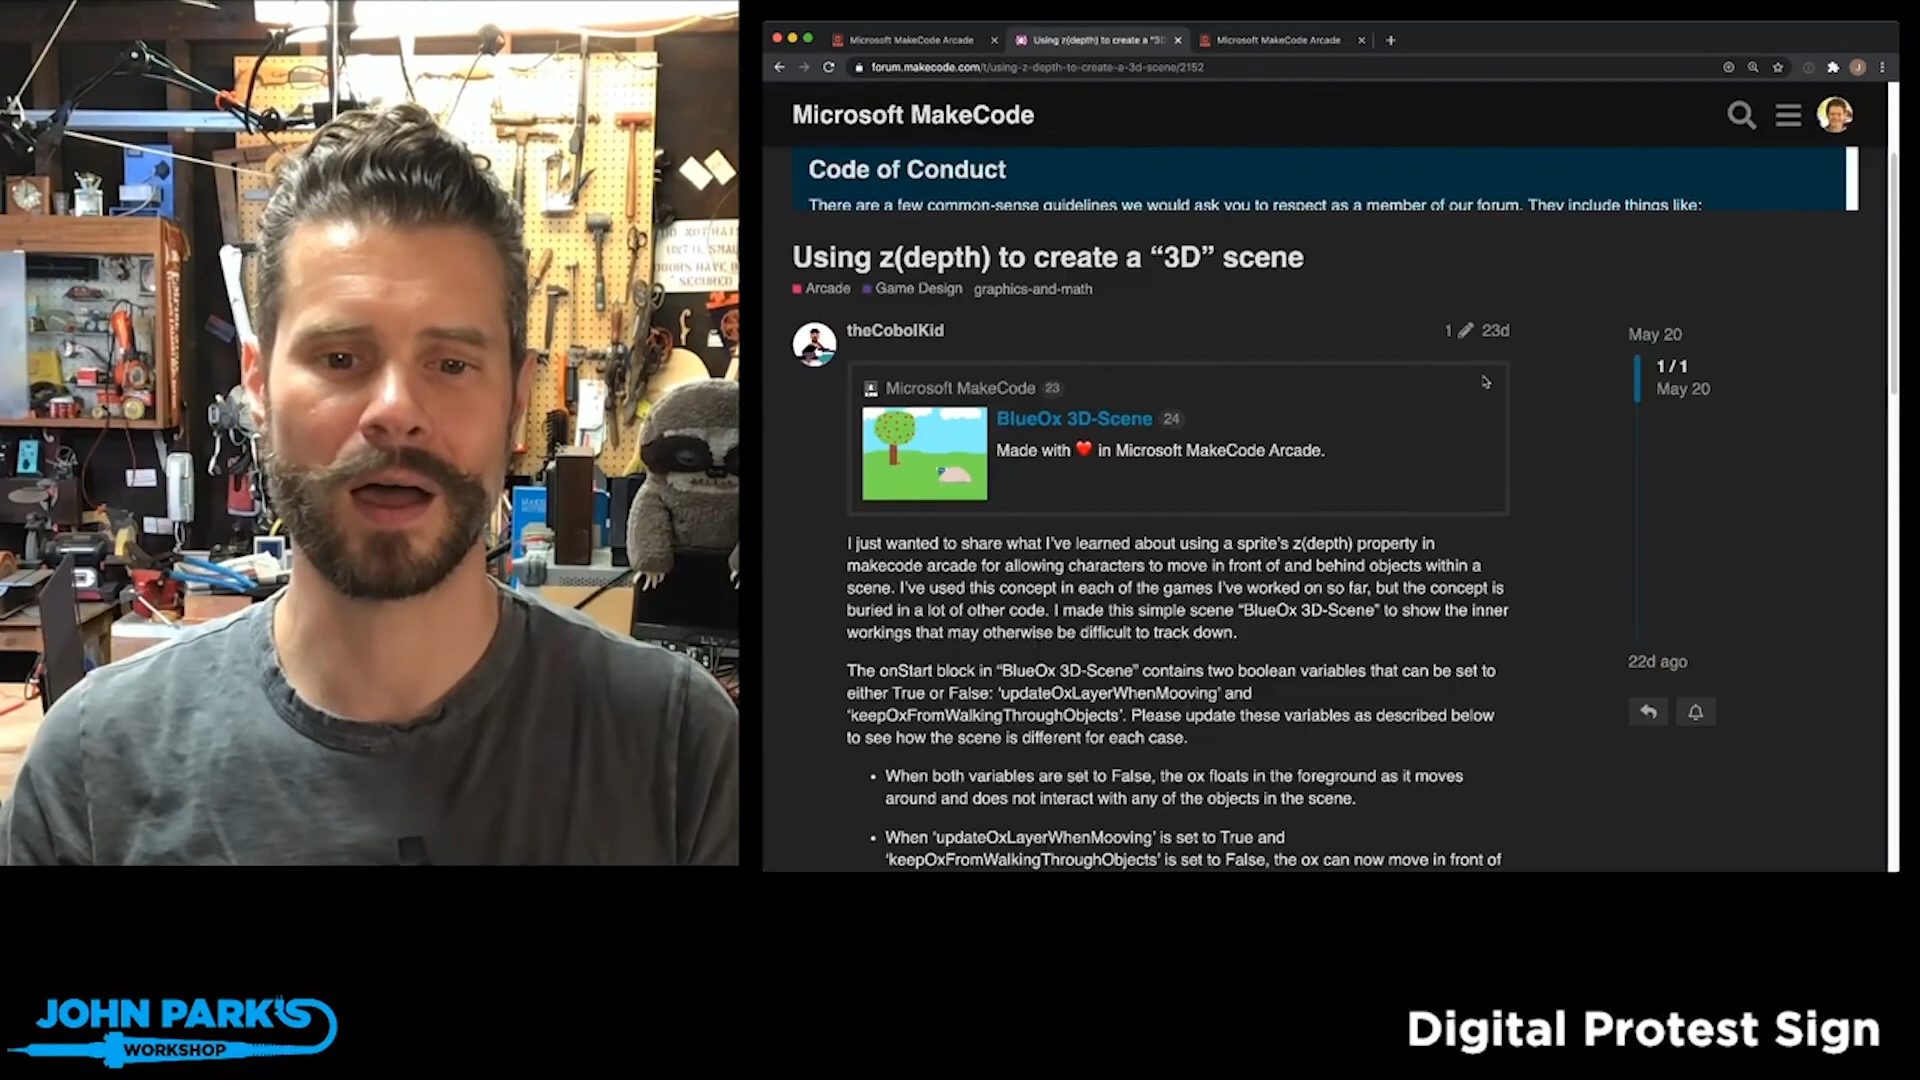 Microsoft MakeCode Arcade
Using z(depth) to create a "3D
Microsoft MakeCode Arcade
forum.makecode.com/t/using-z-depth-to-create-a-3d-scene/2152
J
Microsoft MakeCode
Code of Conduct
There are a few common-sense guidelines we would ask you to respect as a member of our forum. They include things like:
Using z(depth) to create a “3D” scene
Arcade Game Design graphics-and-math
theCobolKid
1 23d
May 20
1 / 1
May 20
Microsoft MakeCode 23
BlueOx 3D-Scene 24
Made with ❤️ in Microsoft MakeCode Arcade.
I just wanted to share what I’ve learned about using a sprite’s z(depth) property in
makecode arcade for allowing characters to move in front of and behind objects within a
scene. I’ve used this concept in each of the games I’ve worked on so far, but the concept is
buried in a lot of other code. I made this simple scene “BlueOx 3D-Scene” to show the inner
workings that may otherwise be difficult to track down.
22d ago
The onStart block in “BlueOx 3D-Scene” contains two boolean variables that can be set to
either True or False: ‘updateOxLayerWhenMooving’ and
‘keepOxFromWalkingThroughObjects’. Please update these variables as described below
to see how the scene is different for each case.
• When both variables are set to False, the ox floats in the foreground as it moves
around and does not interact with any of the objects in the scene.
• When ‘updateOxLayerWhenMooving’ is set to True and
‘keepOxFromWalkingThroughObjects’ is set to False, the ox can now move in front of
DO NOT
UNTIL SMALL
DOORS HAVE
SECURED
JOHN PARK'S
WORKSHOP
Digital Protest Sign